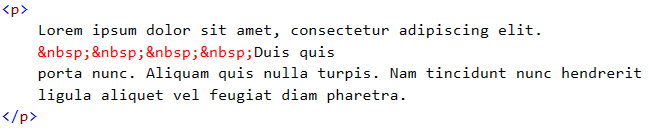 <p>
Lorem ipsum dolor sit amet, consectetur adipiscing elit.
&nbsp;&nbsp;&nbsp;&nbsp;Duis quis
porta nunc. Aliquam quis nulla turpis. Nam tincidunt nunc hendrerit
ligula aliquet vel feugiat diam pharetra.
</p>